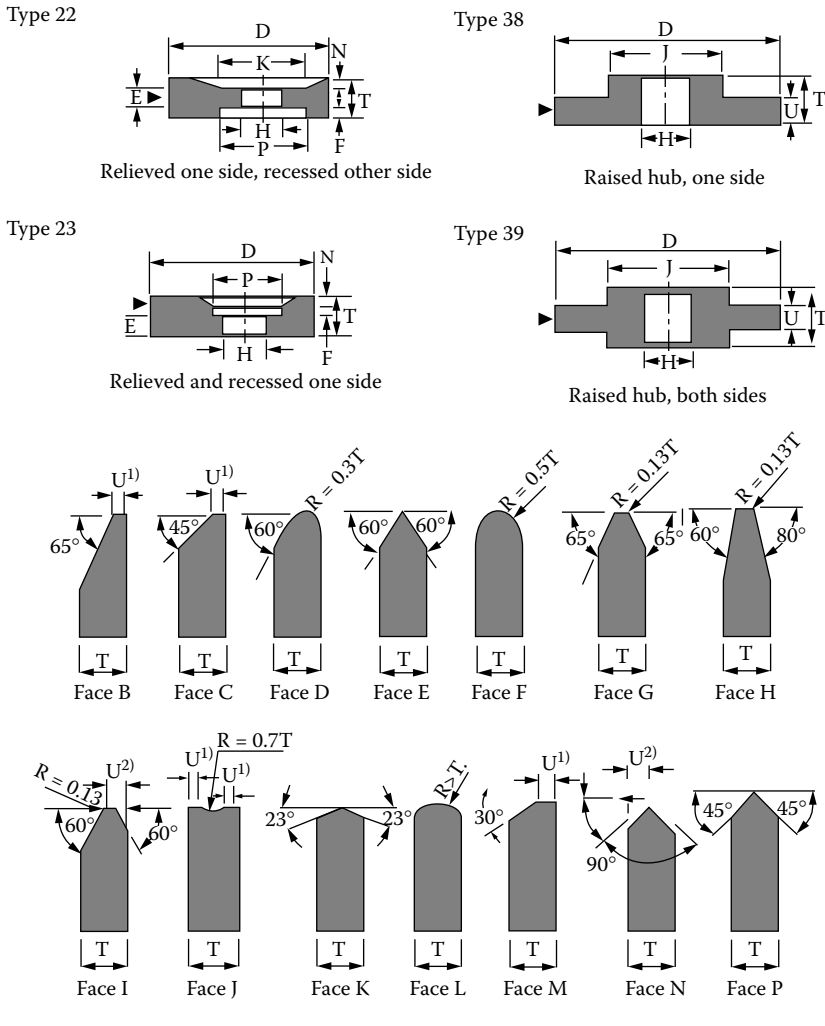 Type 22
D
K
N
E
T
H
P
F
Relieved one side, recessed other side
Type 38
D
J
T
U
H
Raised hub, one side
Type 23
D
N
P
T
E
H
F
Relieved and recessed one side
Type 39
D
J
T
U
H
Raised hub, both sides
U1)
65°
T
Face B
U1)
45°
T
Face C
R = 0.3T
60°
T
Face D
60°
60°
T
Face E
R = 0.5T
T
Face F
R = 0.13T
65°
65°
T
Face G
R = 0.13T
60°
80°
T
Face H
R = 0.13
U2)
60°
60°
T
Face I
R = 0.7T
U1)
U1)
T
Face J
23°
23°
T
Face K
R>T.
T
Face L
U1)
30°
T
Face M
U2)
90°
T
Face N
45°
45°
T
Face P